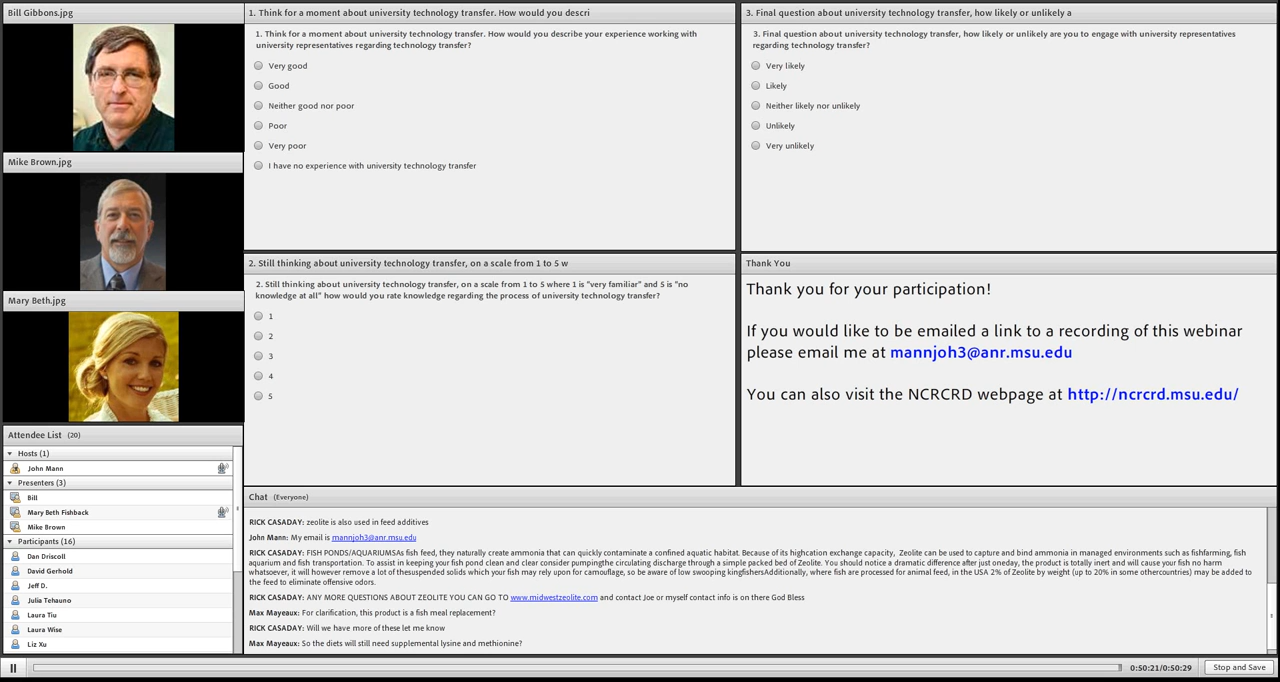 Bill Gibbons.jpg
Mike Brown.jpg
Mary Beth.jpg
Attendee List (20)
Hosts (1)
John Mann
Presenters (3)
Bill
Mary Beth Fishback
Mike Brown
Participants (16)
Dan Driscoll
David Gerhold
Jeff D.
Julia Tehauno
Laura Tiu
Laura Wise
Liz Xu
1. Think for a moment about university technology transfer. How would you descri
1. Think for a moment about university technology transfer. How would you describe your experience working with
university representatives regarding technology transfer?
Very good
Good
Neither good nor poor
Poor
Very poor
I have no experience with university technology transfer
3. Final question about university technology transfer, how likely or unlikely a
3. Final question about university technology transfer, how likely or unlikely are you to engage with university representatives
regarding technology transfer?
Very likely
Likely
Neither likely nor unlikely
Unlikely
Very unlikely
2. Still thinking about university technology transfer, on a scale from 1 to 5 w
2. Still thinking about university technology transfer, on a scale from 1 to 5 where 1 is "very familiar" and 5 is "no
knowledge at all" how would you rate knowledge regarding the process of university technology transfer?
1
2
3
4
5
Thank You
Thank you for your participation!
If you would like to be emailed a link to a recording of this webinar
please email me at mannjoh3@anr.msu.edu
You can also visit the NCRCRD webpage at http://ncrcrd.msu.edu/
Chat (Everyone)
RICK CASADAY: zeolite is also used in feed additives
John Mann: My email is mannjoh3@anr.msu.edu
RICK CASADAY: FISH PONDS/AQUARIUMSAs fish feed, they naturally create ammonia that can quickly contaminate a confined aquatic habitat. Because of its highcation exchange capacity, Zeolite can be used to capture and bind ammonia in managed environments such as fishfarming, fish
aquarium and fish transportation. To assist in keeping your fish pond clean and clear consider pumpingthe circulating discharge through a simple packed bed of Zeolite. You should notice a dramatic difference after just oneday, the product is totally inert and will cause your fish no harm
whatsoever, it will however remove a lot of thesuspended solids which your fish may rely upon for camouflage, so be aware of low swooping kingfishersAdditionally, where fish are processed for animal feed, in the USA 2% of Zeolite by weight (up to 20% in some othercountries) may be added to
the feed to eliminate offensive odors.
RICK CASADAY: ANY MORE QUESTIONS ABOUT ZEOLITE YOU CAN GO TO www.midwestzeolite.com and contact Joe or myself contact info is on there God Bless
Max Mayeaux: For clarification, this product is a fish meal replacement?
RICK CASADAY: Will we have more of these let me know
Max Mayeaux: So the diets will still need supplemental lysine and methionine?
0:50:21/0:50:29
Stop and Save